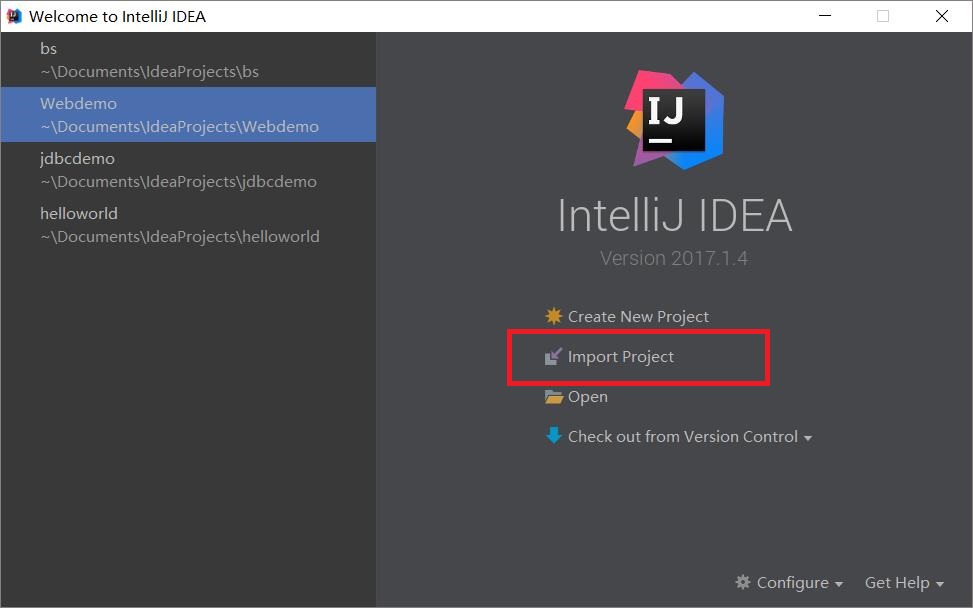 Welcome to IntelliJ IDEA
bs
~\Documents\IdeaProjects\bs
Webdemo
~\Documents\IdeaProjects\Webdemo
jdbcdemo
~\Documents\IdeaProjects\jdbcdemo
helloworld
~\Documents\IdeaProjects\helloworld
IJ
IntelliJ IDEA
Version 2017.1.4
Create New Project
Import Project
Open
Check out from Version Control
Configure
Get Help